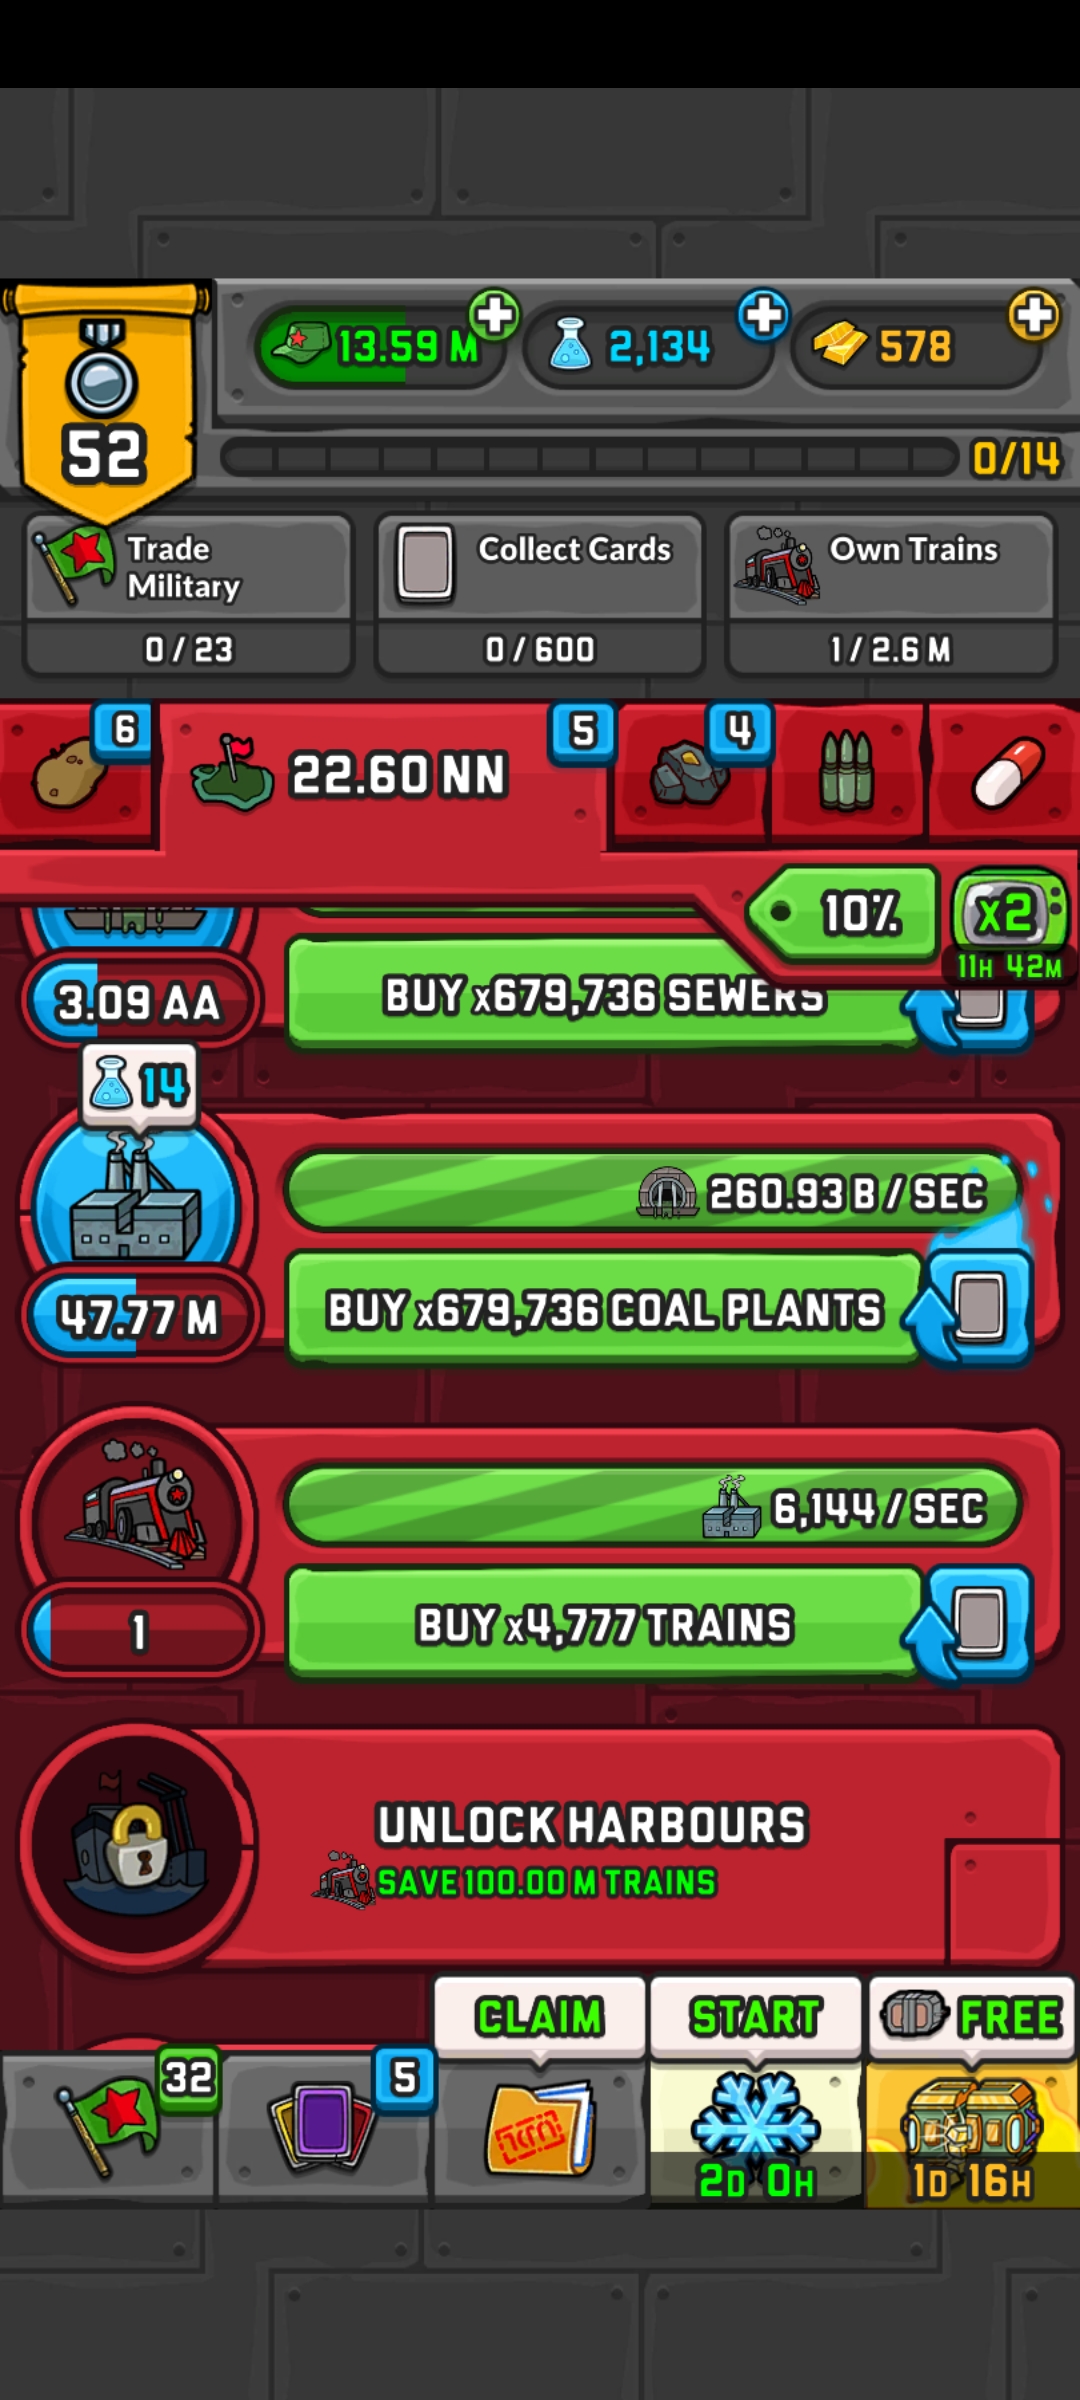 13.59 M
2,134
578
52
0/14
Trade
Military
0 / 23
Collect Cards
0 / 600
Own Trains
1 / 2.6 M
6
22.60 NN
5
4
10%
x2
11H 42M
3.09 AA
BUY x679,736 SEWERS
14
260.93 B / SEC
47.77 M
BUY x679,736 COAL PLANTS
6,144 / SEC
1
BUY x4,777 TRAINS
UNLOCK HARBOURS
SAVE 100.00 M TRAINS
CLAIM
START
FREE
32
5
2D 0H
1D 16H